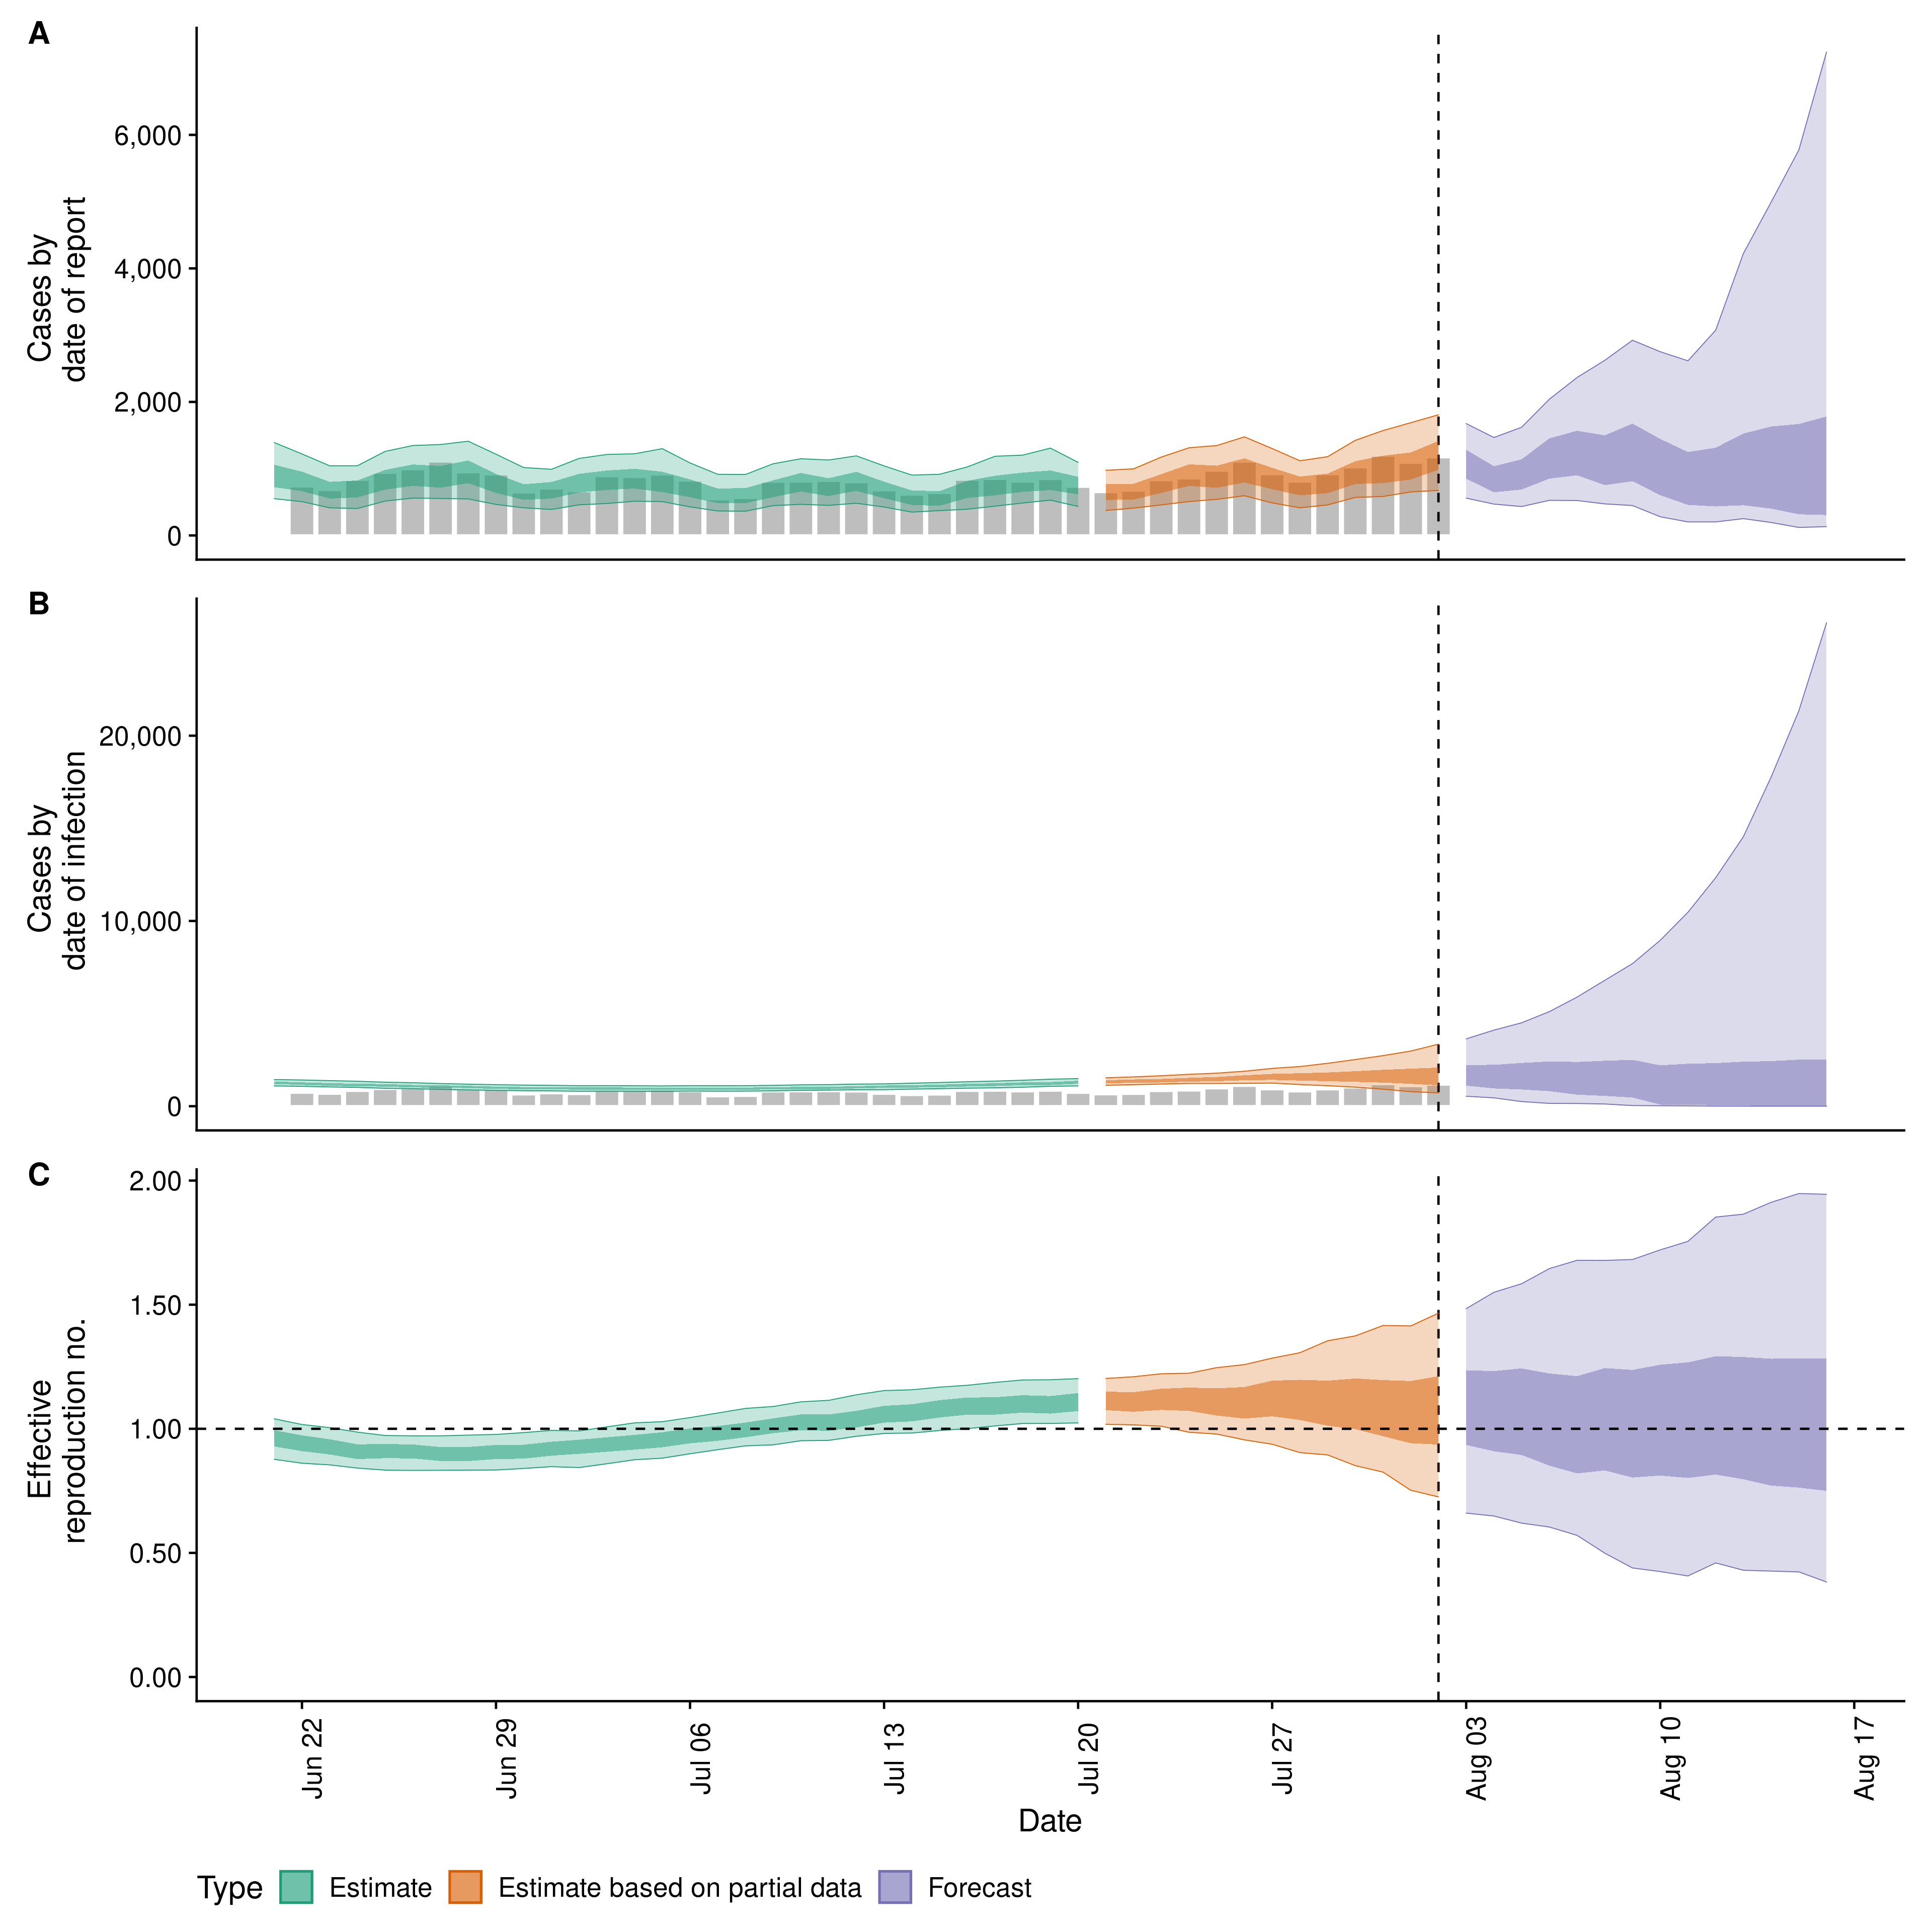 A
Cases by
date of report
6,000
4,000
2,000
0
B
Cases by
date of infection
20,000
10,000
0
C
Effective
reproduction no.
2.00
1.50
1.00
0.50
0.00
Jun 22
Jun 29
Jul 06
Jul 13
Jul 20
Jul 27
Aug 03
Aug 10
Aug 17
Date
Type Estimate Estimate based on partial data Forecast